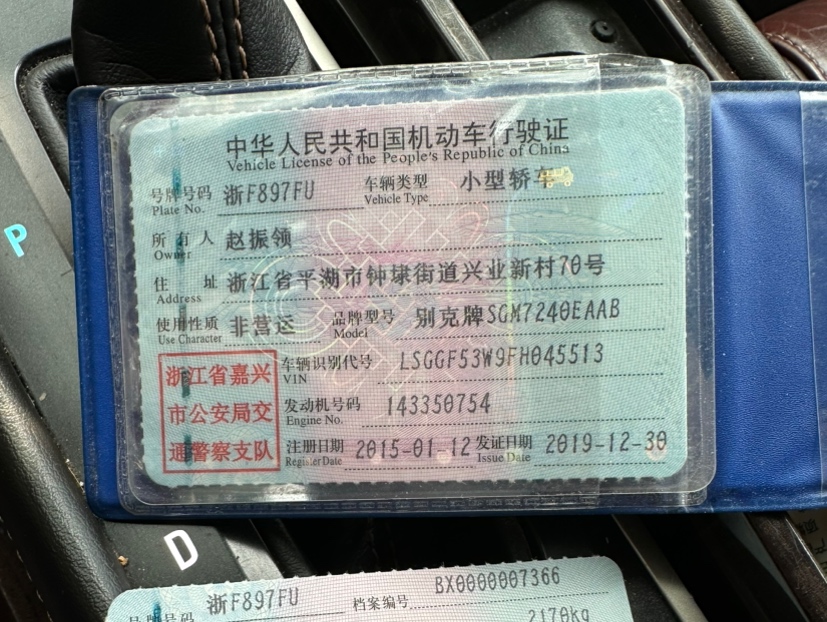 中华人民共和国机动车行驶证
Vehicle License of the People's Republic of China
号牌号码 浙F897FU 车辆类型 小型轿车
Plate No. Vehicle Type
所有人 赵振领
Owner
住址 浙江省平湖市钟埭街道兴业新村70号
Address
使用性质 非营运 品牌型号 别克牌SGM7240EAAB
Use Character Model
浙江省嘉兴
市公安局交
通警察支队
车辆识别代号 LSGGF53W9FH045513
VIN
发动机号码 143350754
Engine No.
注册日期 2015-01-12 发证日期 2019-12-30
Register Date Issue Date
P
D
号牌号码 浙F897FU 档案编号 BX0000007366
2170kg